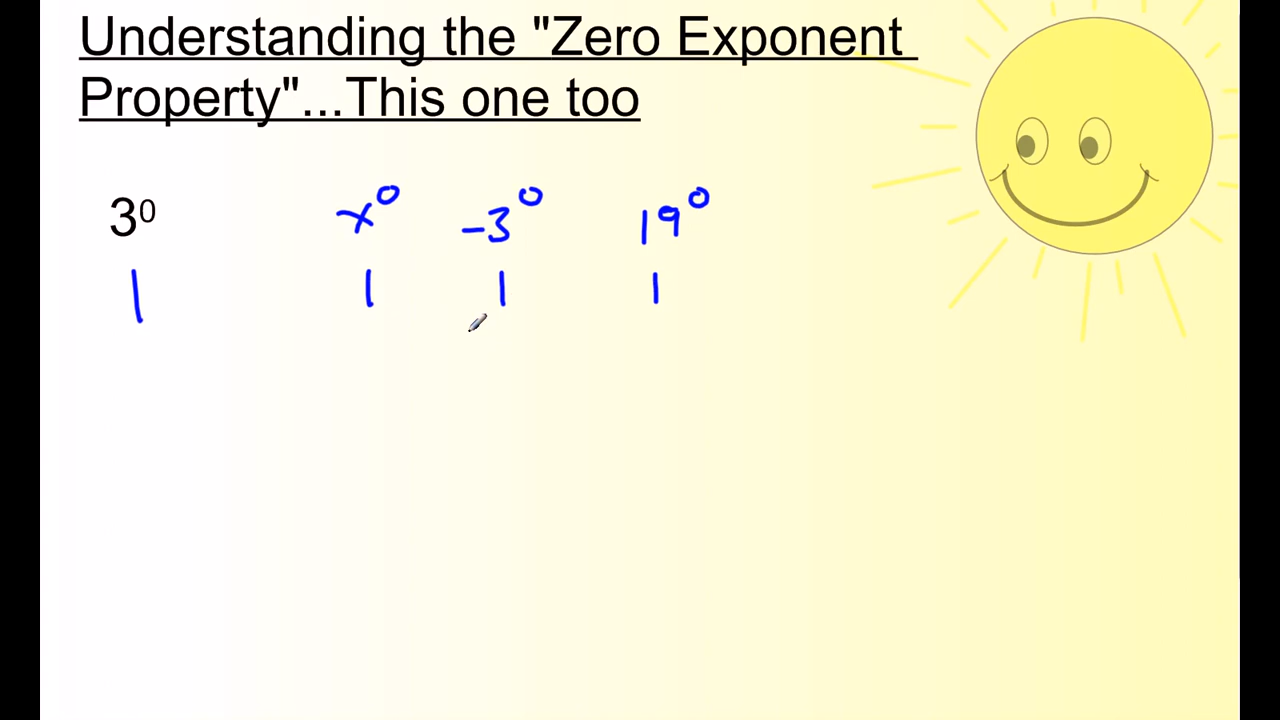 Understanding the "Zero Exponent
Property"...This one too
3⁰ x⁰ -3⁰ 19⁰
1 1 1 1